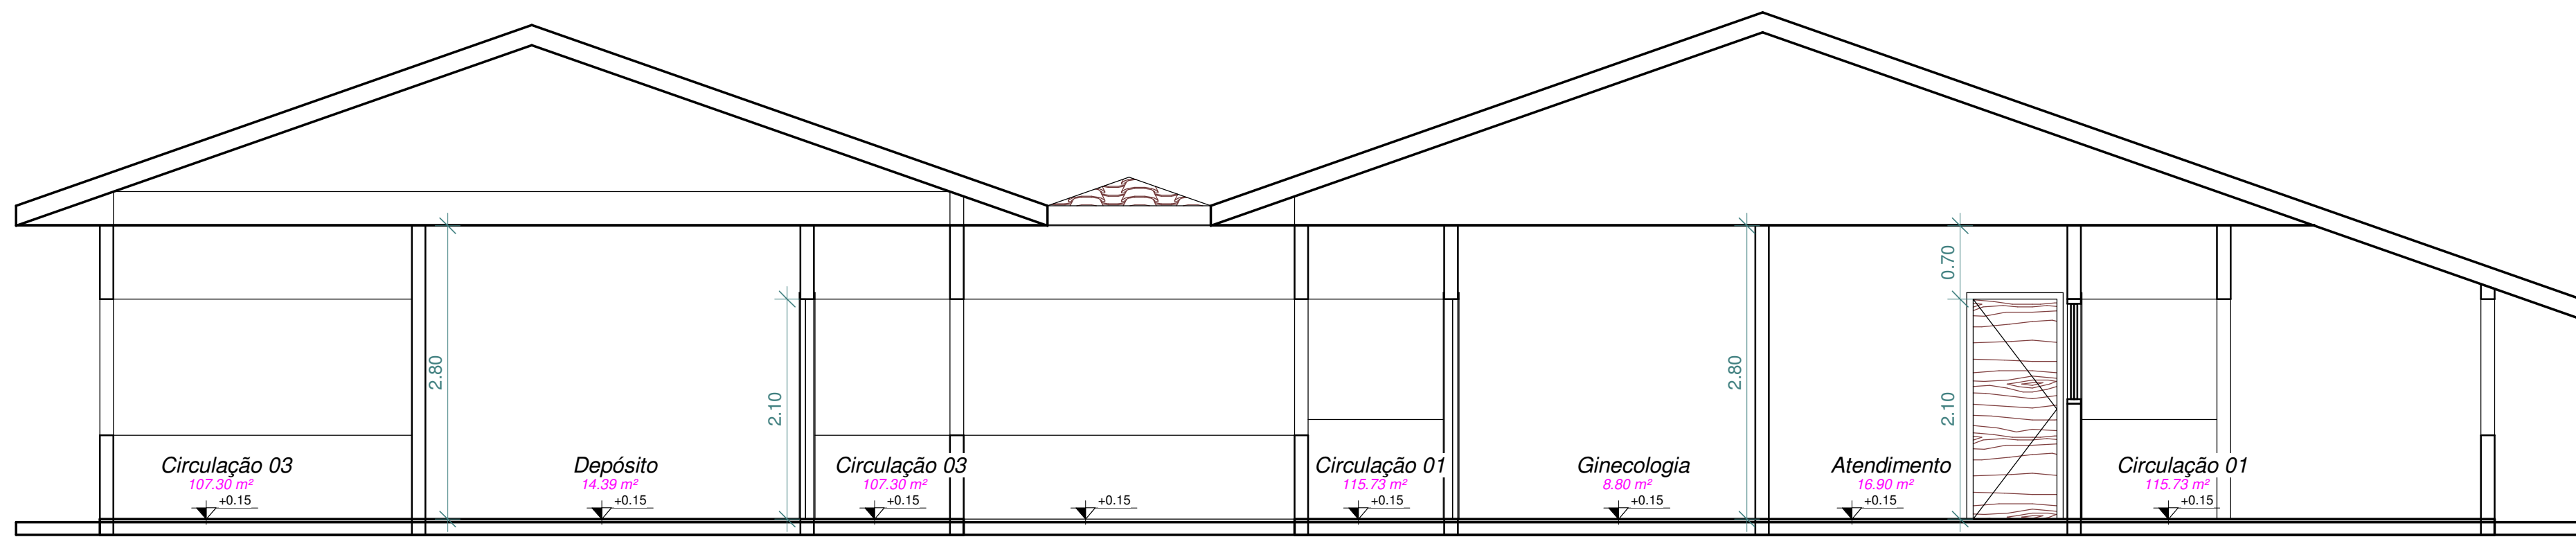 0.70
2.80
2.80
2.10
2.10
Circulação 03
107.30 m²
+0.15
Depósito
14.39 m²
+0.15
Circulação 03
107.30 m²
+0.15
+0.15
Circulação 01
115.73 m²
+0.15
Ginecologia
8.80 m²
+0.15
Atendimento
16.90 m²
+0.15
Circulação 01
115.73 m²
+0.15